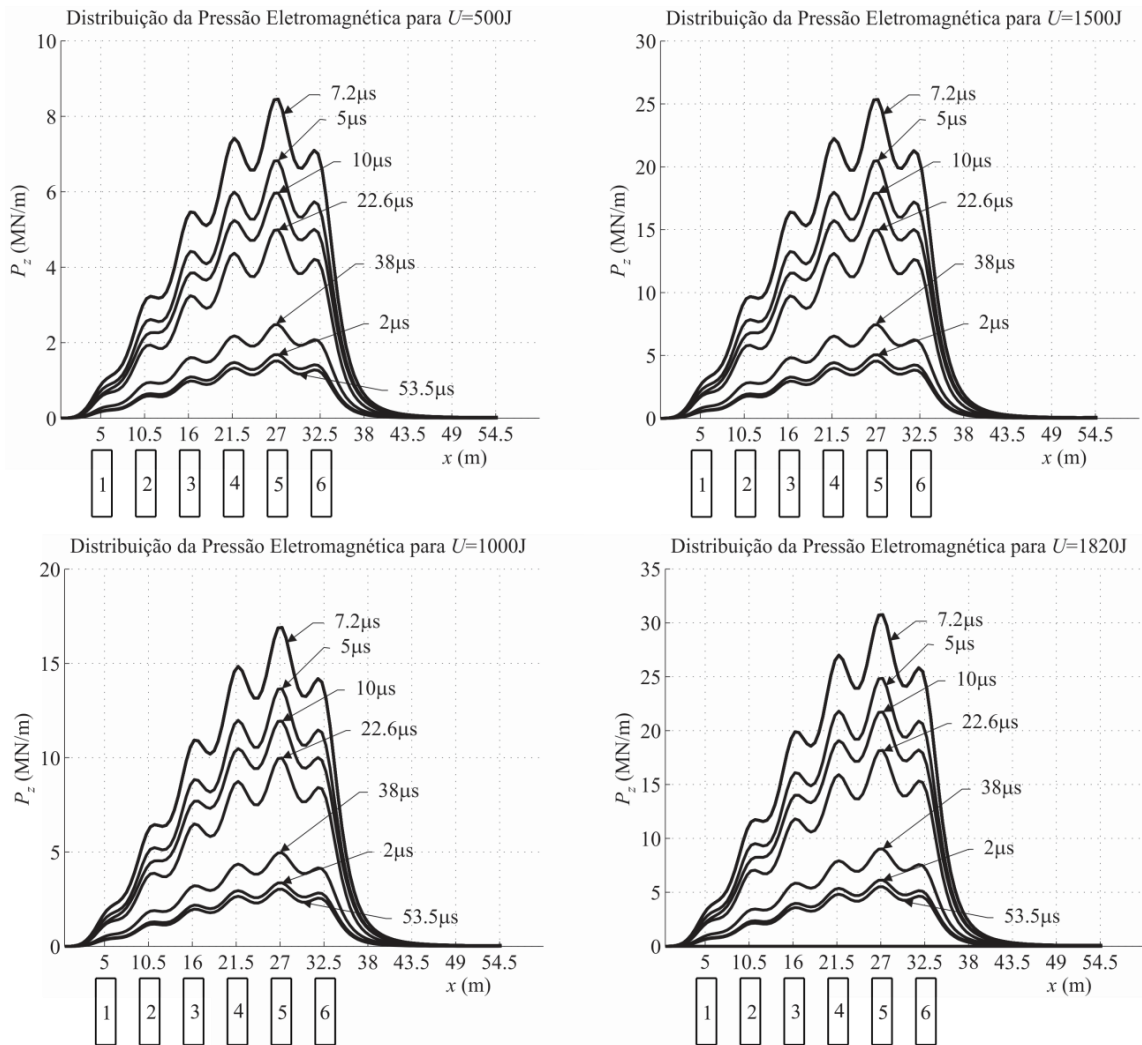 Distribuição da Pressão Eletromagnética para U=500J
10
8
6
4
2
0
P_z (MN/m)
7.2μs
5μs
10μs
22.6μs
38μs
2μs
53.5μs
5 10.5 16 21.5 27 32.5 38 43.5 49 54.5
x (m)
1 2 3 4 5 6
Distribuição da Pressão Eletromagnética para U=1500J
30
25
20
15
10
5
0
P_z (MN/m)
7.2μs
5μs
10μs
22.6μs
38μs
2μs
5 10.5 16 21.5 27 32.5 38 43.5 49 54.5
x (m)
1 2 3 4 5 6
Distribuição da Pressão Eletromagnética para U=1000J
20
15
10
5
0
P_z (MN/m)
7.2μs
5μs
10μs
22.6μs
38μs
2μs
53.5μs
5 10.5 16 21.5 27 32.5 38 43.5 49 54.5
x (m)
1 2 3 4 5 6
Distribuição da Pressão Eletromagnética para U=1820J
35
30
25
20
15
10
5
0
P_z (MN/m)
7.2μs
5μs
10μs
22.6μs
38μs
2μs
53.5μs
5 10.5 16 21.5 27 32.5 38 43.5 49 54.5
x (m)
1 2 3 4 5 6